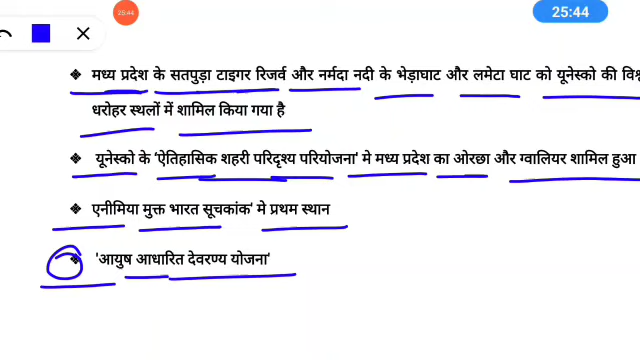 25:44
25:44
❖ मध्य प्रदेश के सतपुड़ा टाइगर रिजर्व और नर्मदा नदी के भेड़ाघाट और लमेटा घाट को यूनेस्को की
धरोहर स्थलों में शामिल किया गया है
❖ यूनेस्को के 'ऐतिहासिक शहरी परिदृश्य परियोजना' मे मध्य प्रदेश का ओरछा और ग्वालियर शामिल हुआ
❖ एनीमिया मुक्त भारत सूचकांक' मे प्रथम स्थान
❖ 'आयुष आधारित देवरण्य योजना'